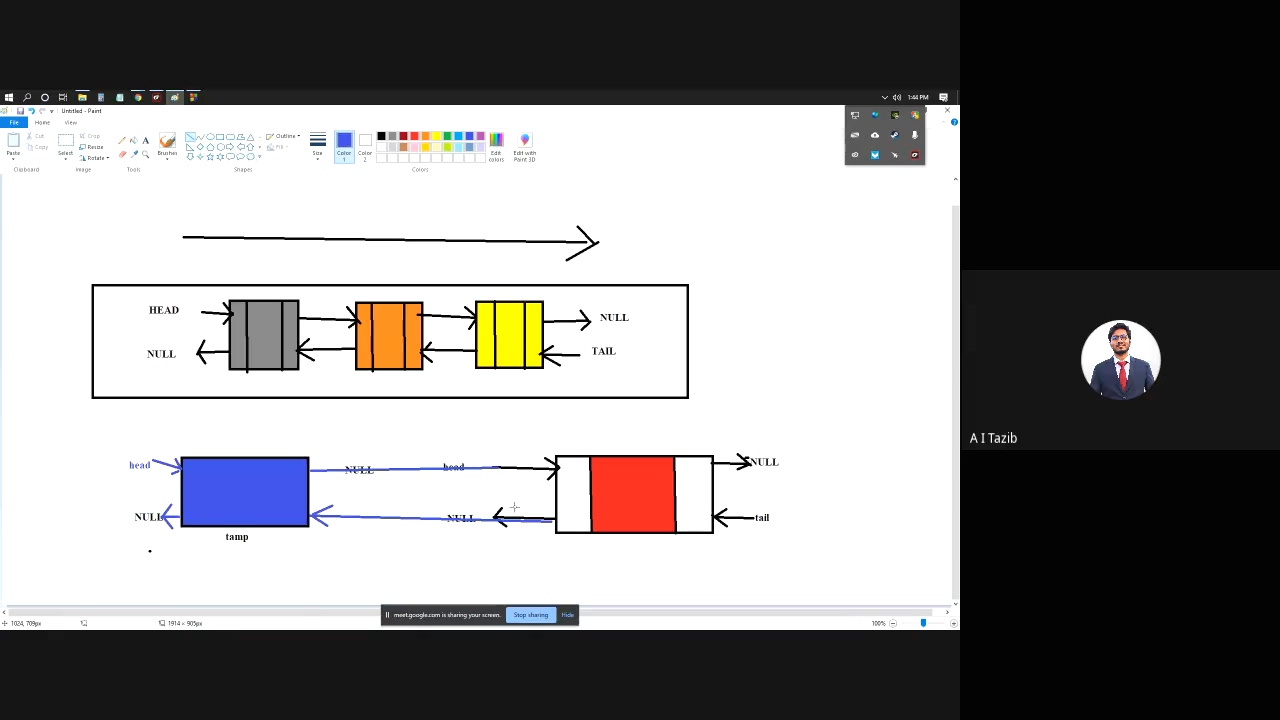 1:44 PM
Untitled - Paint
File Home View
Paste Cut Copy Select Crop Resize Rotate Brushes Outline Fill Size Color 1 Color 2 Edit colors Edit with Paint 3D
Clipboard Image Tools Shapes Colors
HEAD NULL
NULL TAIL
head NULL head NULL
NULL NULL tail
tamp
A I Tazib
meet.google.com is sharing your screen. Stop sharing Hide
1024, 709px 1914 × 905px 100%